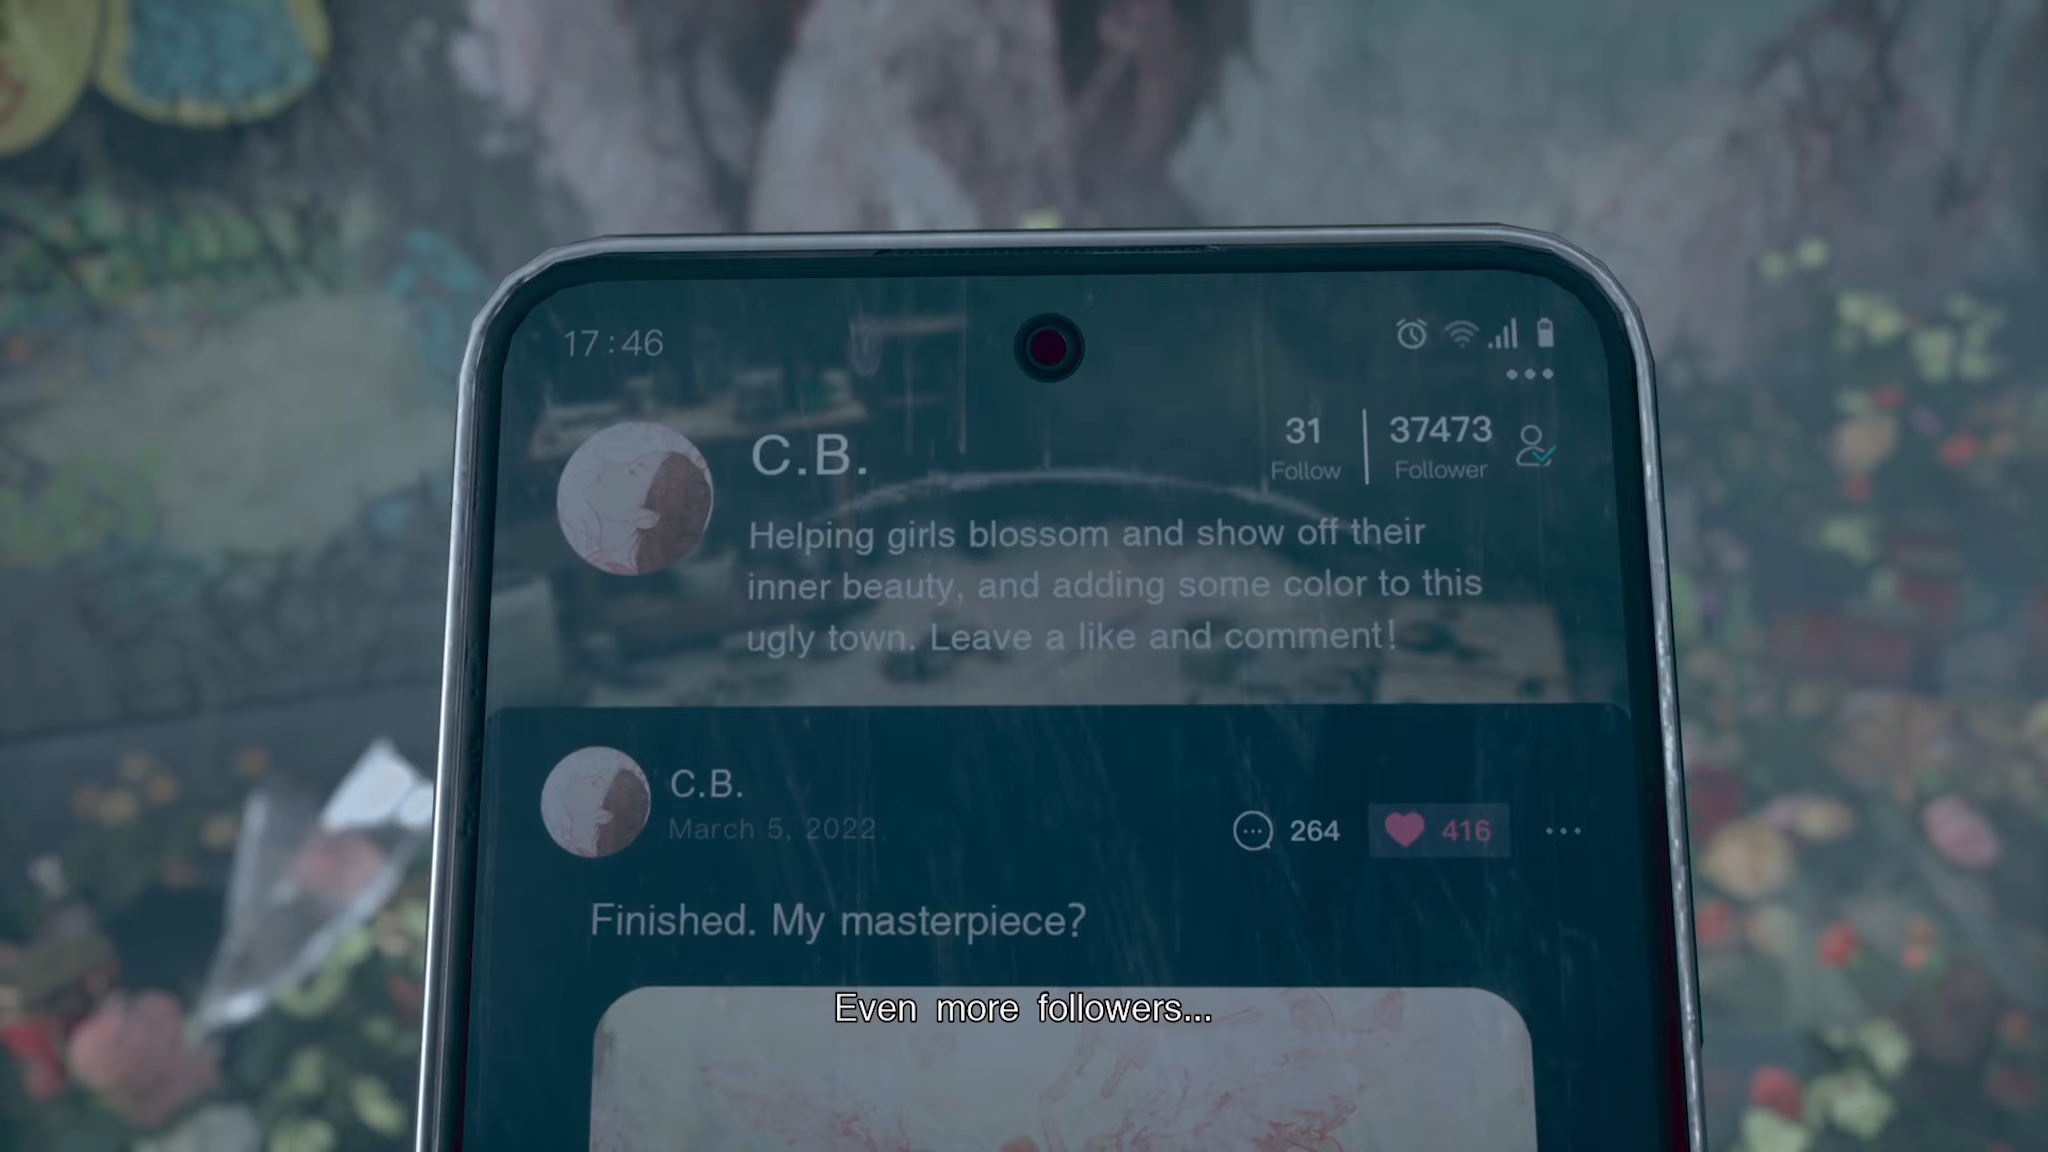 17:46
C.B.
31
Follow
37473
Follower
Helping girls blossom and show off their
inner beauty, and adding some color to this
ugly town. Leave a like and comment!
C.B.
March 5, 2022
264
416
Finished. My masterpiece?
Even more followers...